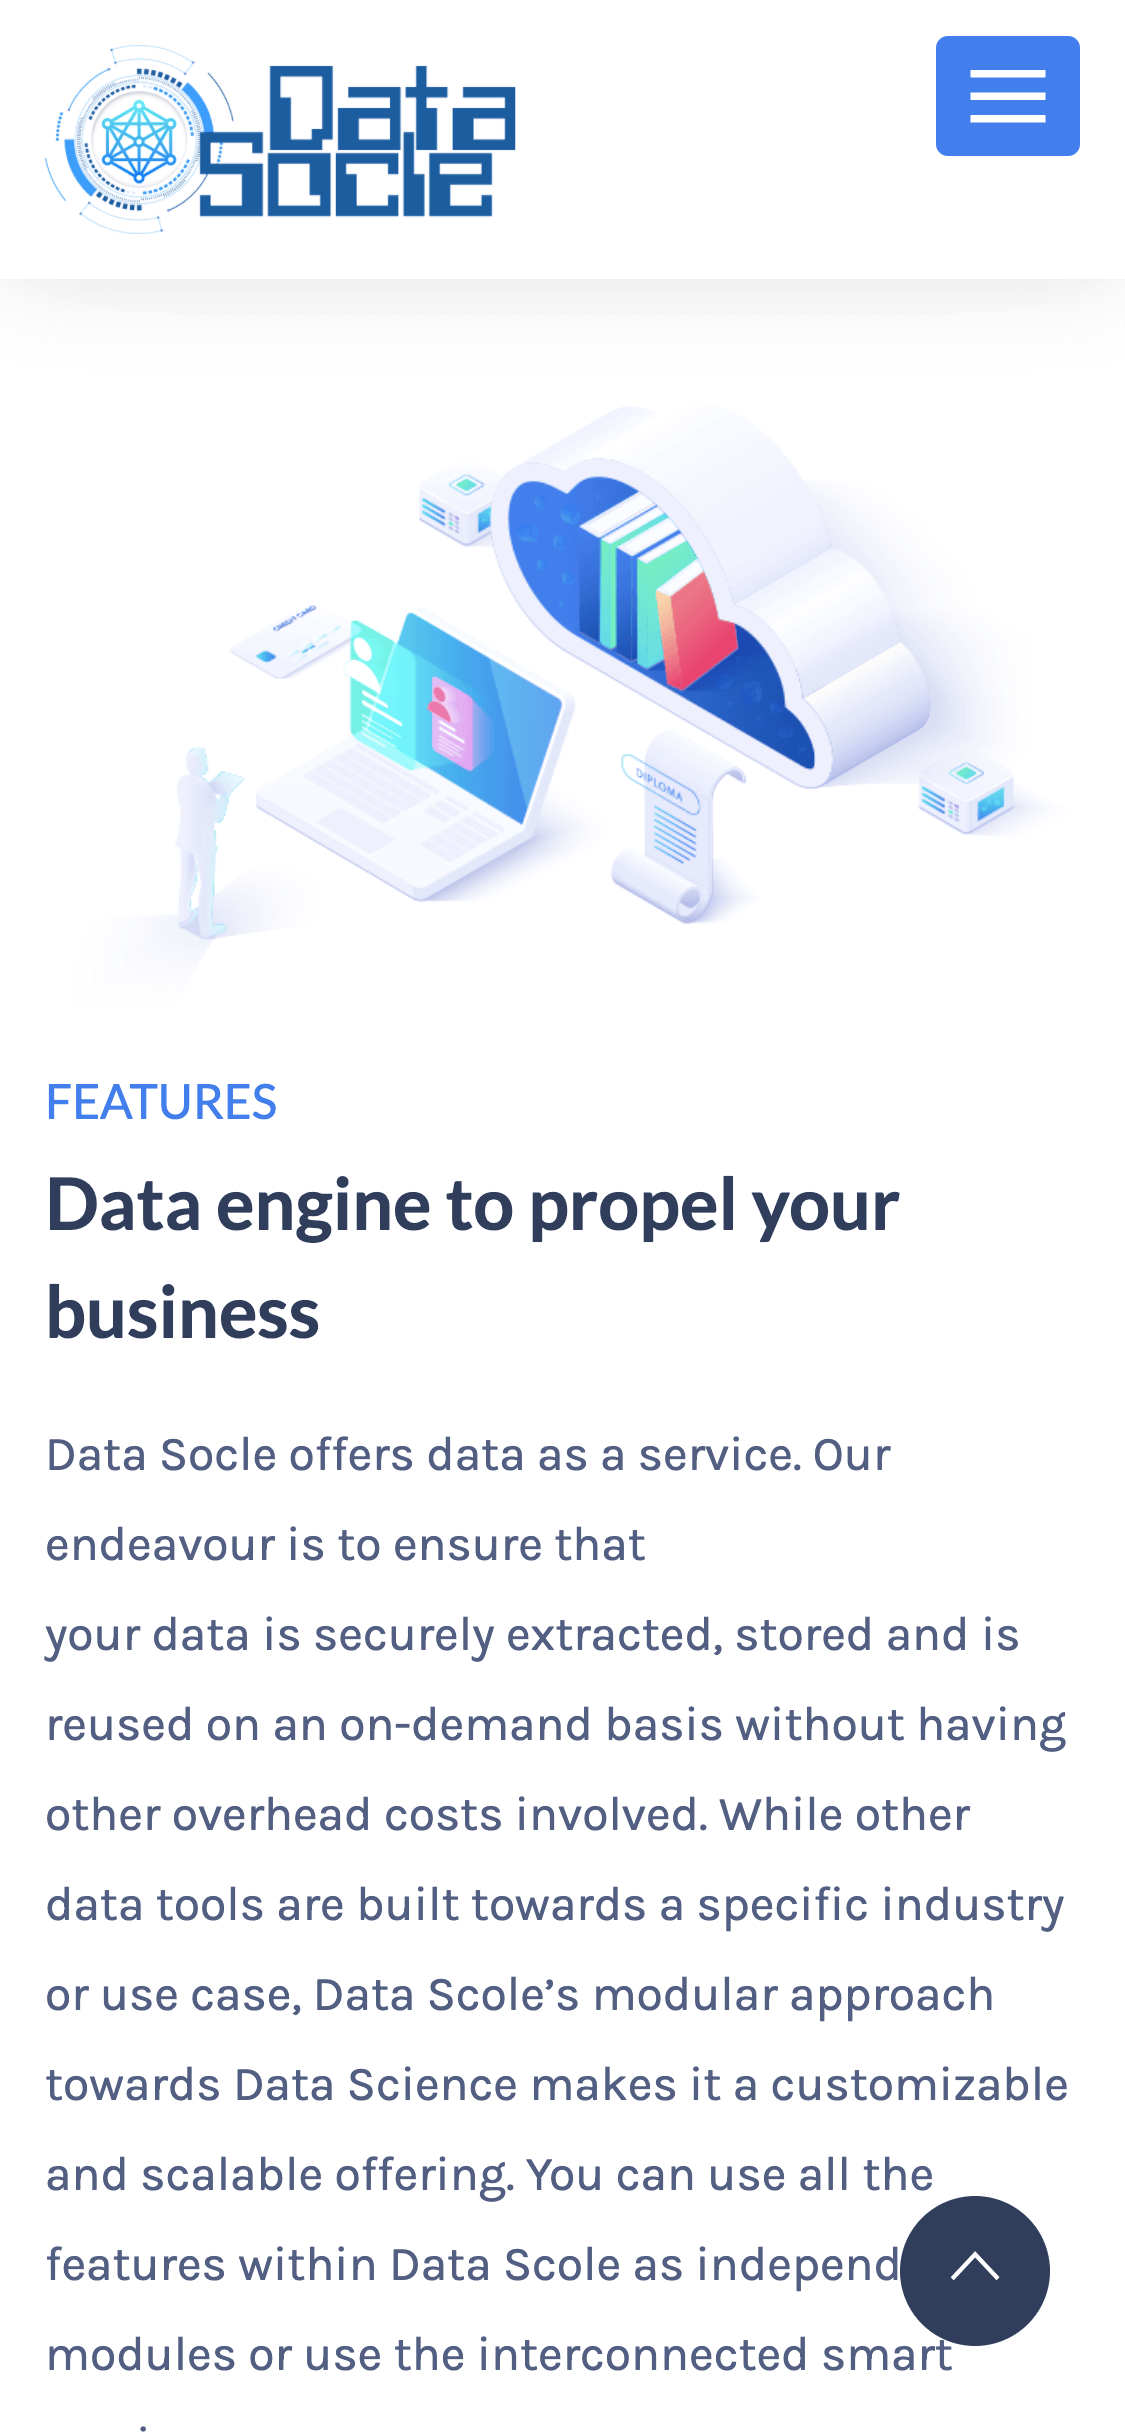 Data
Socle
CREDIT CARD
DIPLOMA
FEATURES
Data engine to propel your
business
Data Socle offers data as a service. Our
endeavour is to ensure that
your data is securely extracted, stored and is
reused on an on-demand basis without having
other overhead costs involved. While other
data tools are built towards a specific industry
or use case, Data Scole’s modular approach
towards Data Science makes it a customizable
and scalable offering. You can use all the
features within Data Scole as independ
modules or use the interconnected smart